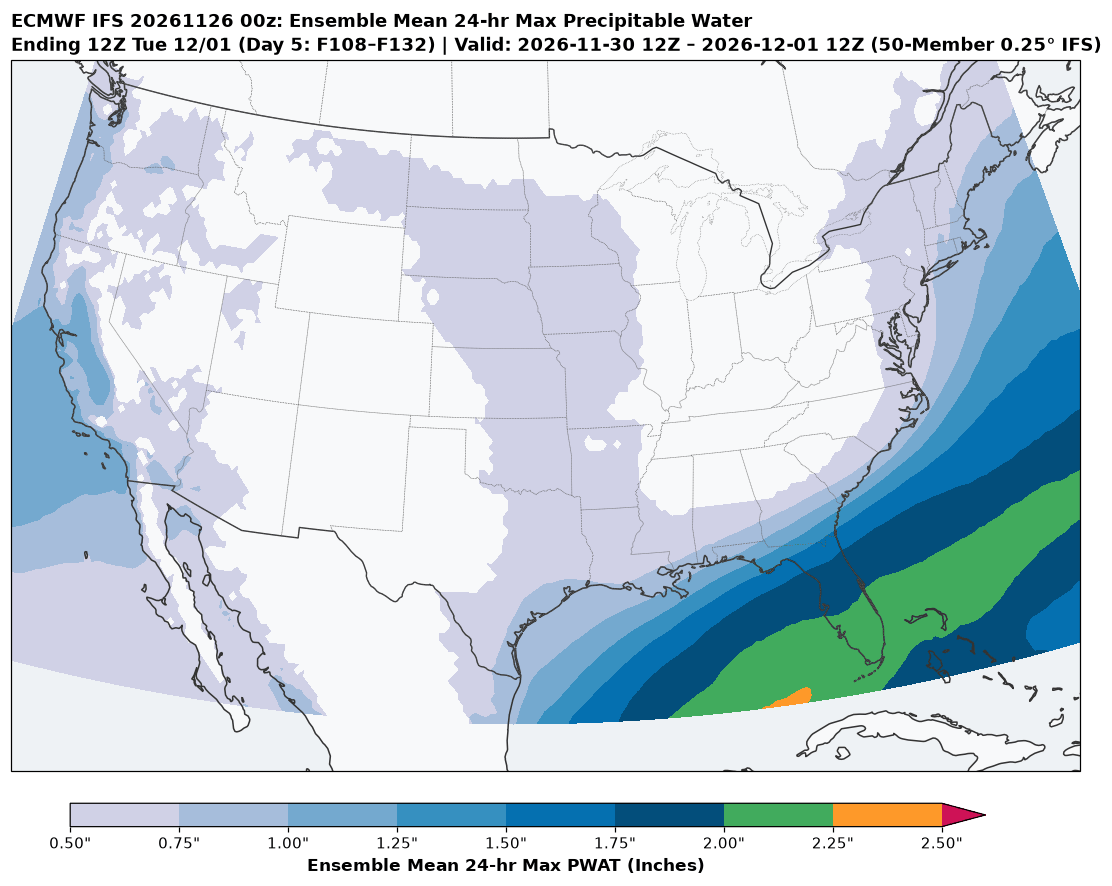 ECMWF IFS 20261126 00z: Ensemble Mean 24-hr Max Precipitable Water
Ending 12Z Tue 12/01 (Day 5: F108–F132) | Valid: 2026-11-30 12Z – 2026-12-01 12Z (50-Member 0.25° IFS)
0.50" 0.75" 1.00" 1.25" 1.50" 1.75" 2.00" 2.25" 2.50"
Ensemble Mean 24-hr Max PWAT (Inches)